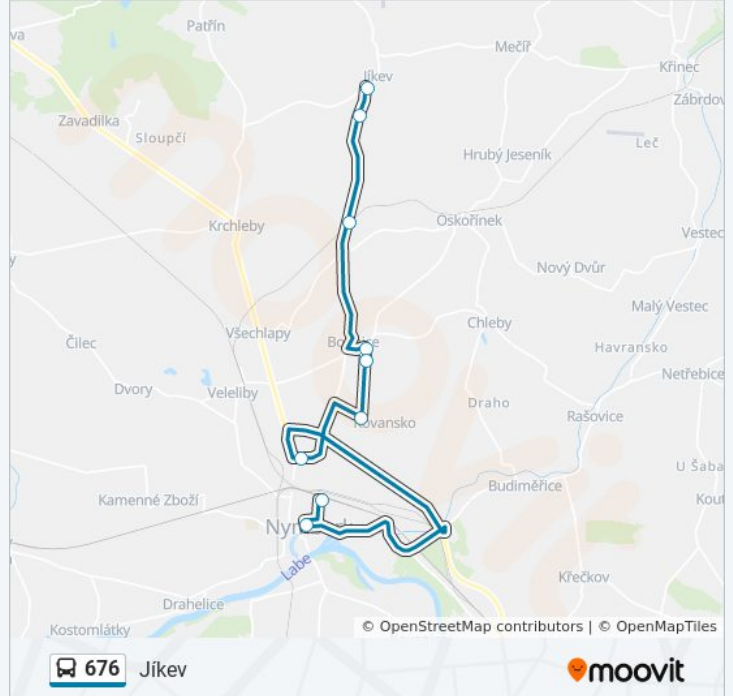 Patřín
Mečíř
Jíkev
Křinec
Zavadilka
Zábrdov
Sloupčí
Leč
Hrubý Jeseník
Krchleby
Oskořínek
Vestec
Nový Dvůr
Malý Vestec
Chleby
Všechlapy
Čilec
Havransko
Netřebice
Dvory
Veleliby
Draho
Rašovice
Kovansko
U Šaba
Budiměřice
Kamenné Zboží
Kout
Labe
Křečkov
Drahelice
Kostomlátky
© OpenStreetMap contributors | © OpenMapTiles
676 Jíkev
moovit